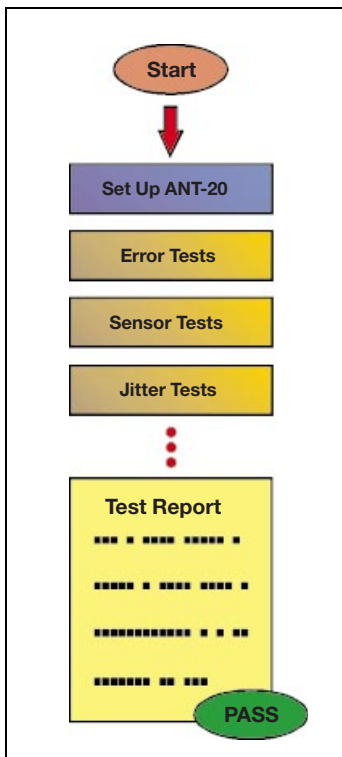 Start
Set Up ANT-20
Error Tests
Sensor Tests
Jitter Tests
Test Report
PASS